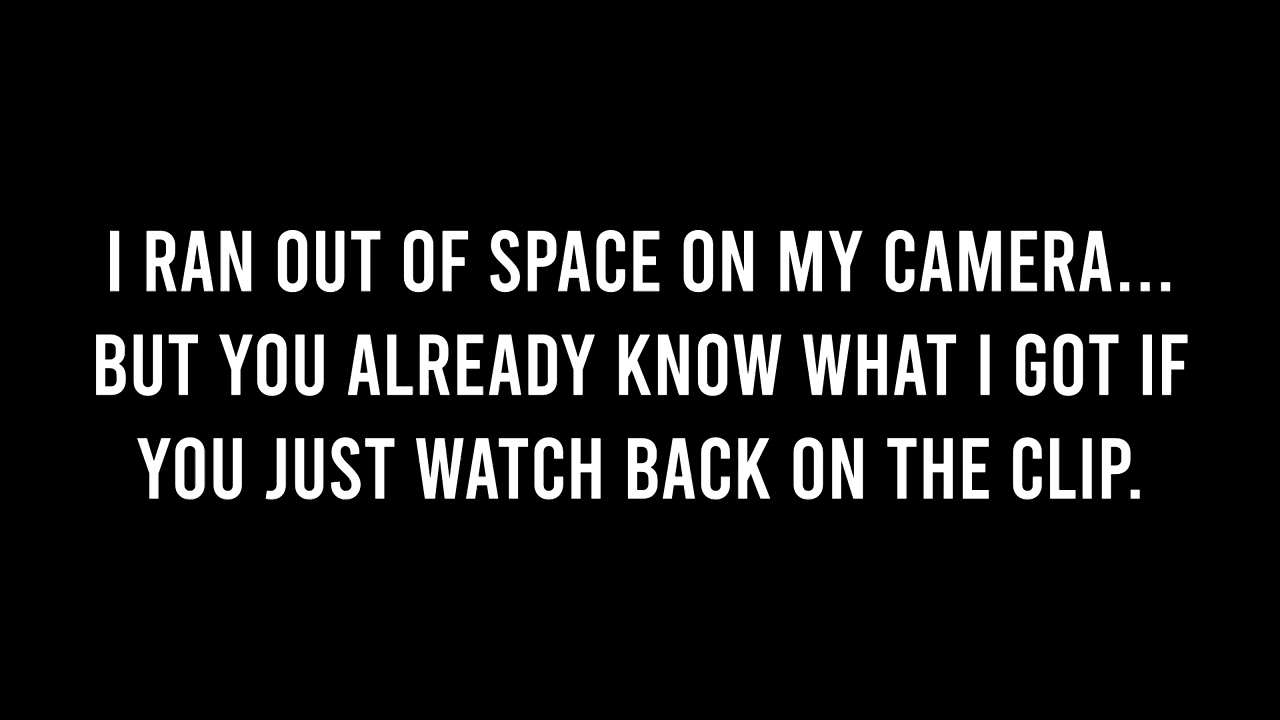 I RAN OUT OF SPACE ON MY CAMERA...
BUT YOU ALREADY KNOW WHAT I GOT IF
YOU JUST WATCH BACK ON THE CLIP.